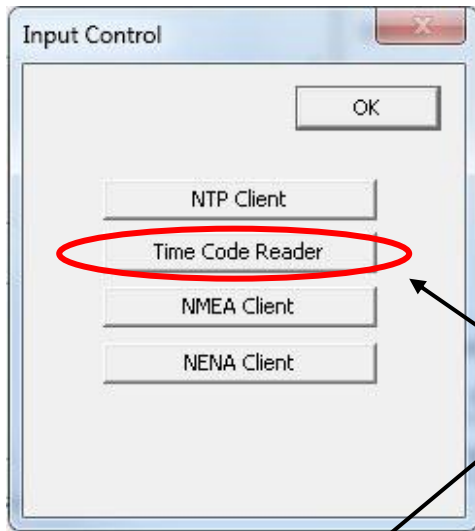 Input Control
OK
NTP Client
Time Code Reader
NMEA Client
NENA Client